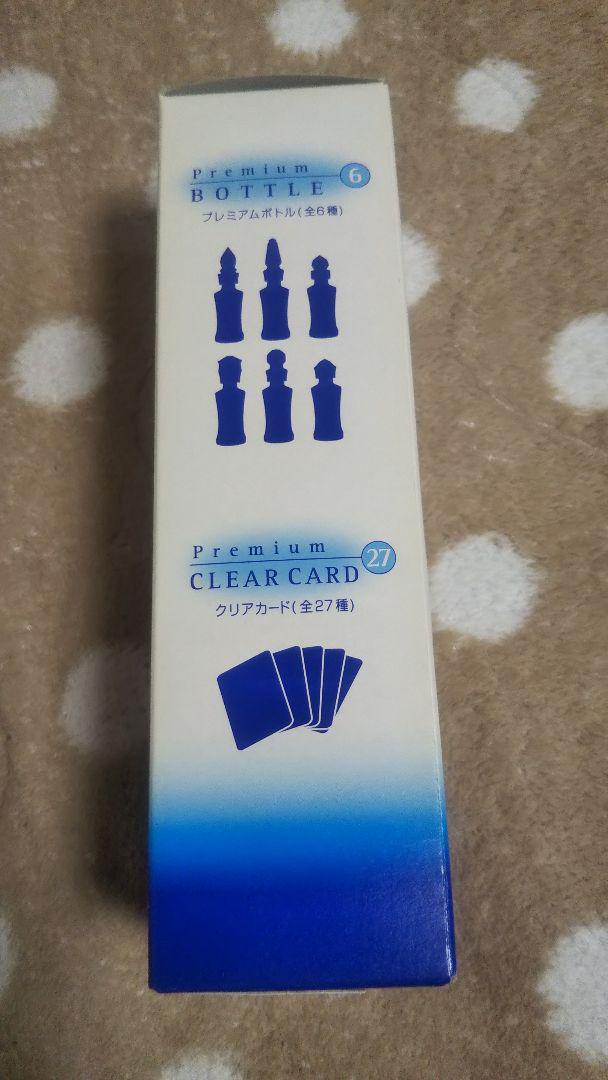 Premium
BOTTLE 6
プレミアムボトル(全6種)
Premium
CLEAR CARD 27
クリアカード(全27種)